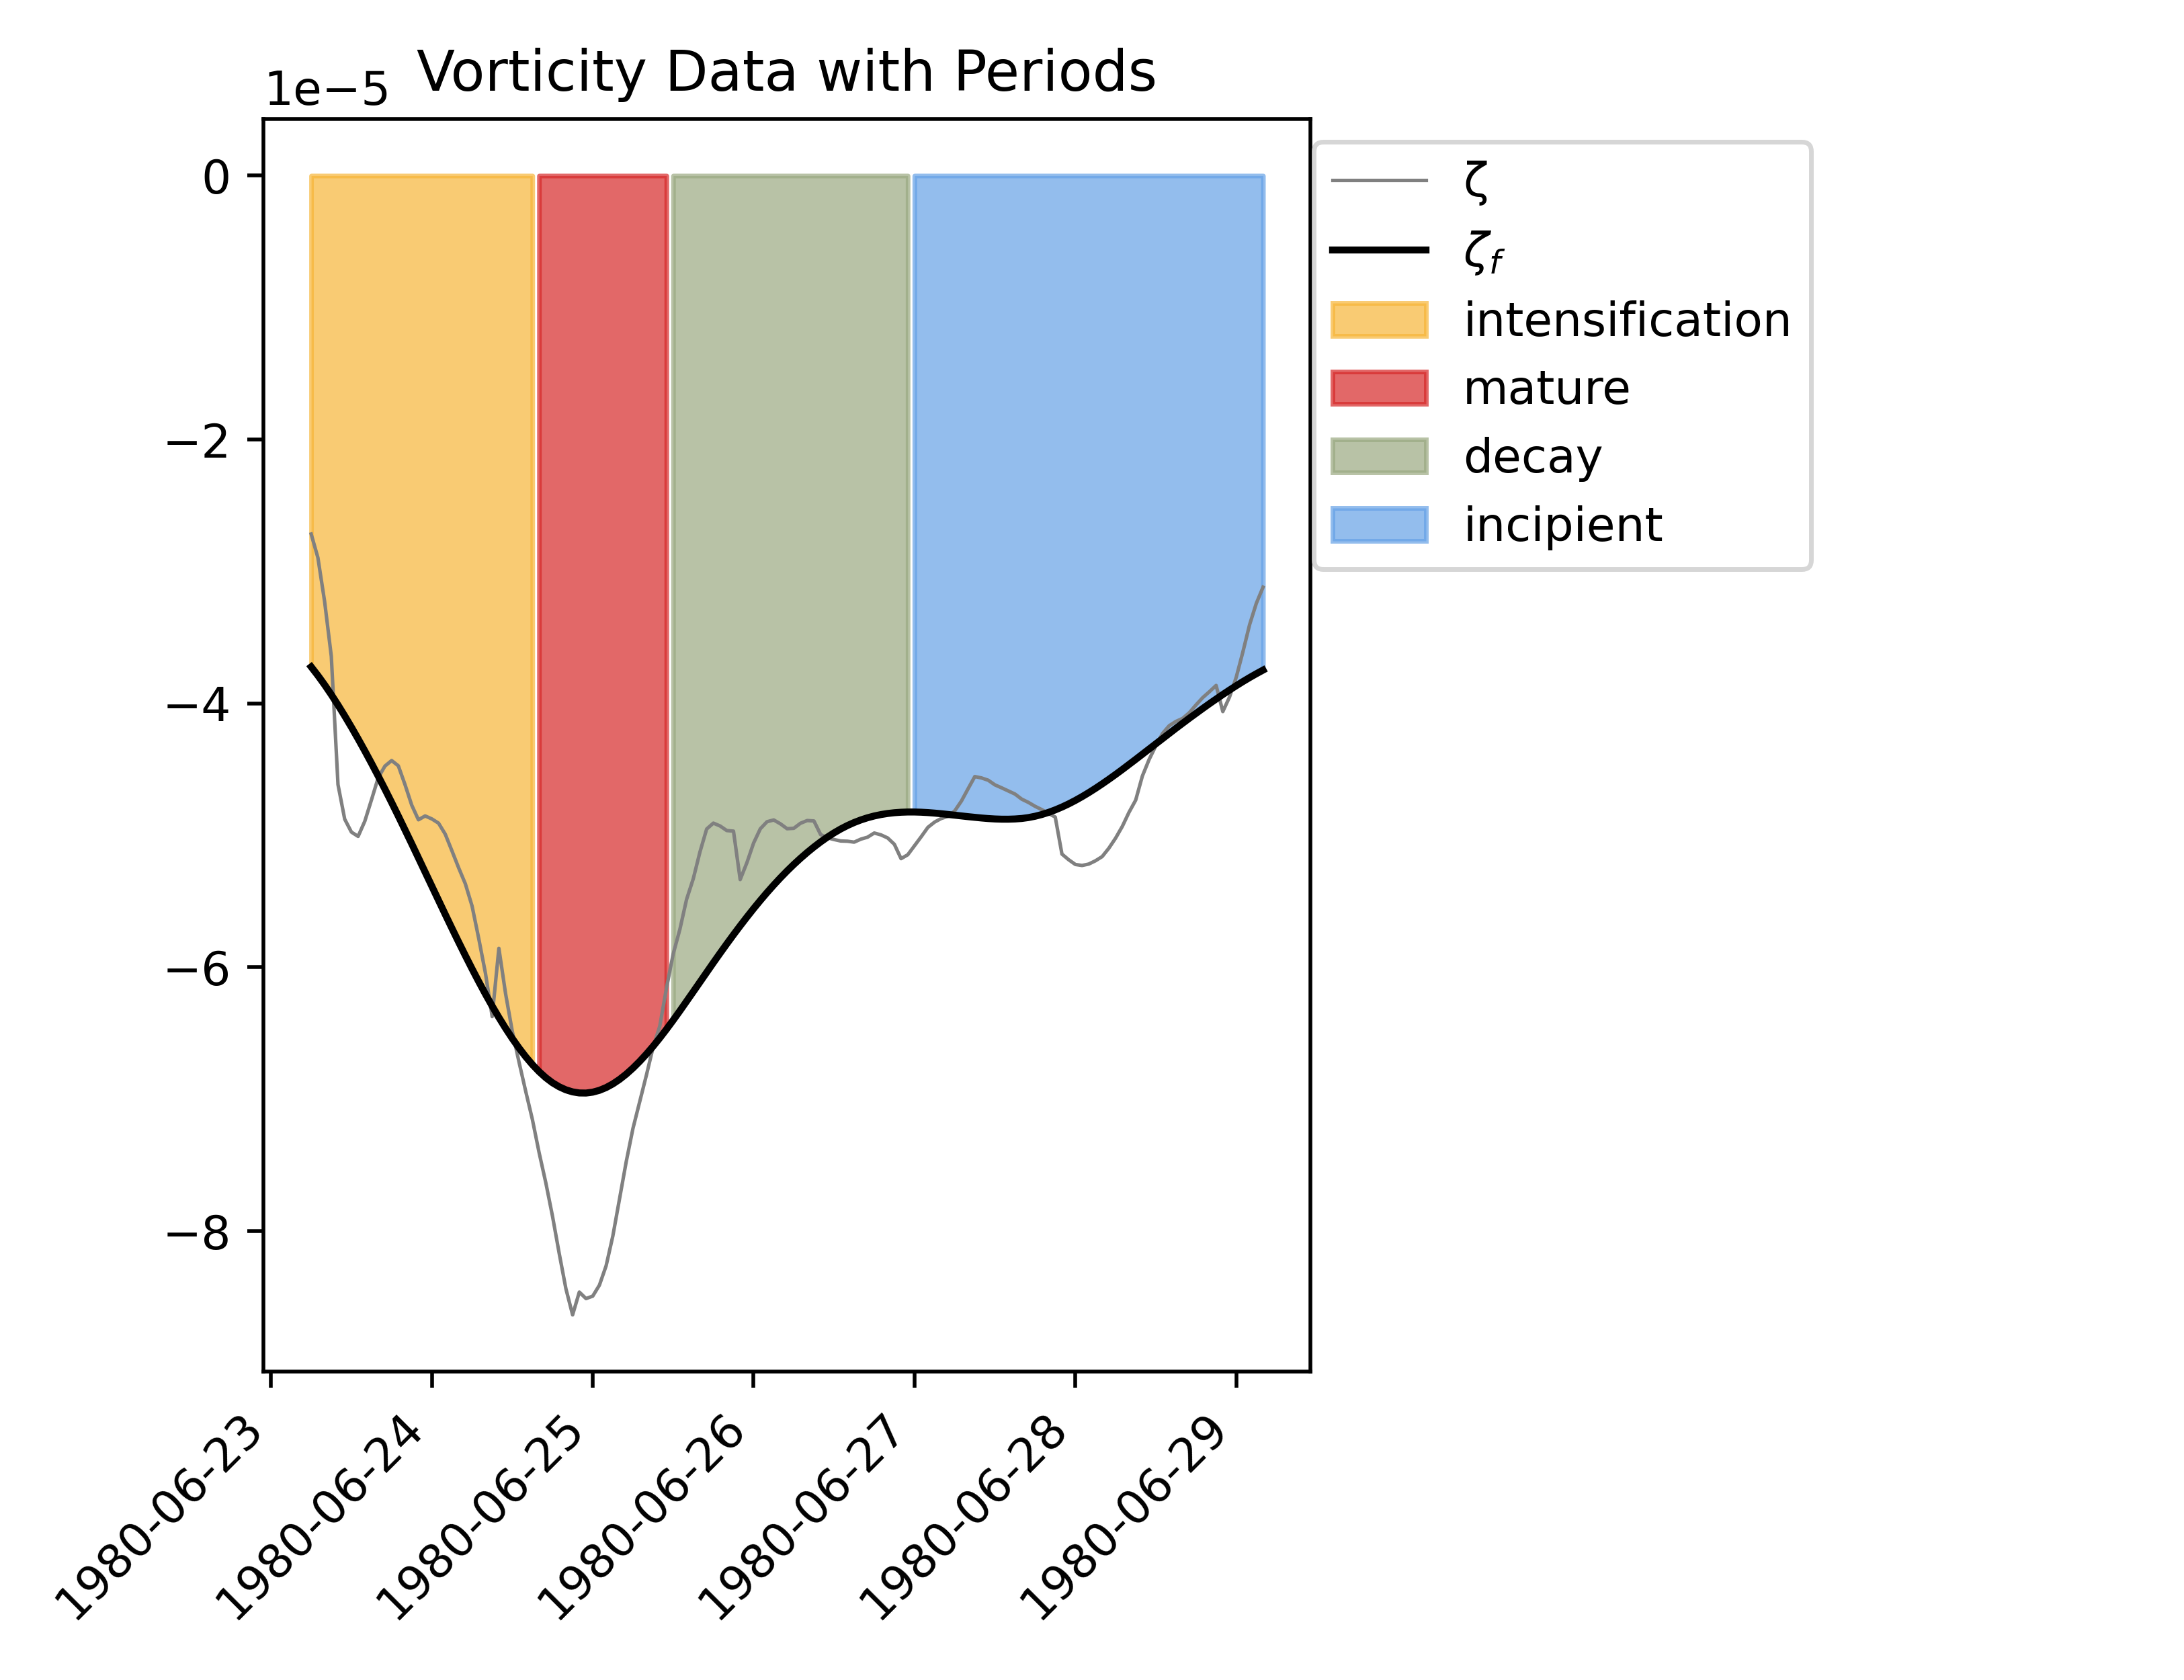 Vorticity Data with Periods
1e−5
0
−2
−4
−6
−8
1980-06-23
1980-06-24
1980-06-25
1980-06-26
1980-06-27
1980-06-28
1980-06-29
ζ
ζf
intensification
mature
decay
incipient